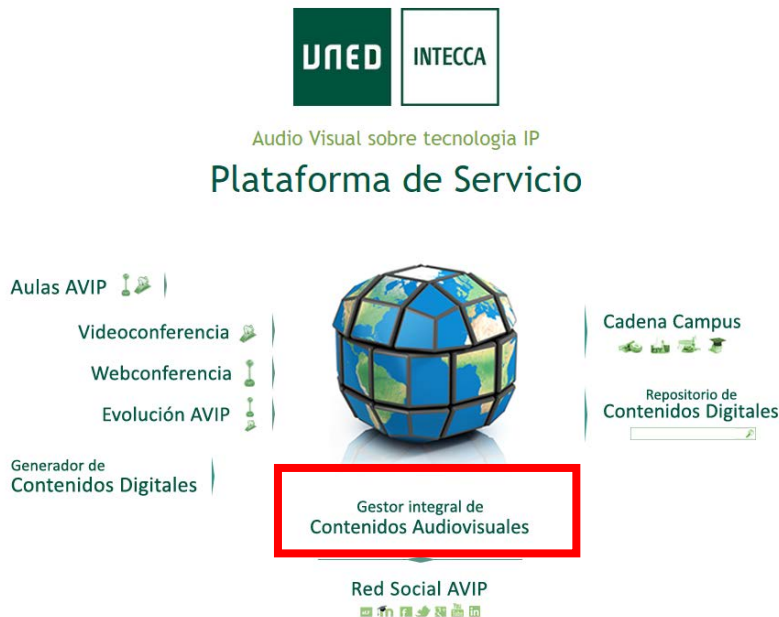 UNED
INTECCA
Audio Visual sobre tecnologia IP
Plataforma de Servicio
Aulas AVIP
Videoconferencia
Webconferencia
Evolución AVIP
Generador de
Contenidos Digitales
Cadena Campus
Repositorio de
Contenidos Digitales
Gestor integral de
Contenidos Audiovisuales
Red Social AVIP